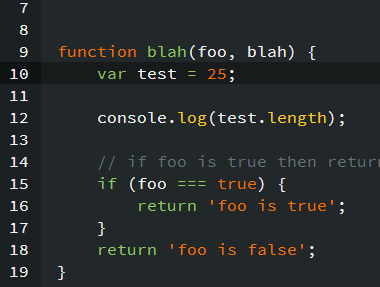 7
8
9 function blah(foo, blah) {
10     var test = 25;
11
12     console.log(test.length);
13
14     // if foo is true then retur
15     if (foo === true) {
16         return 'foo is true';
17     }
18     return 'foo is false';
19 }